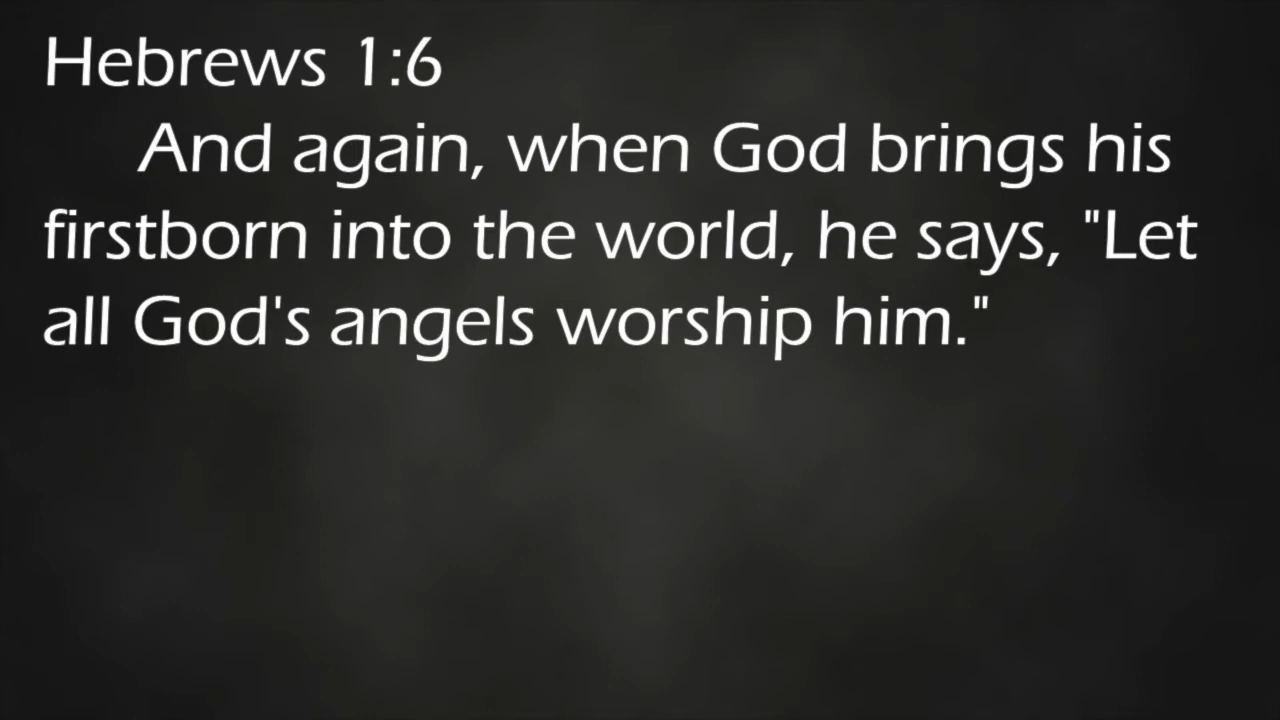 Hebrews 1:6
And again, when God brings his
firstborn into the world, he says, "Let
all God's angels worship him."